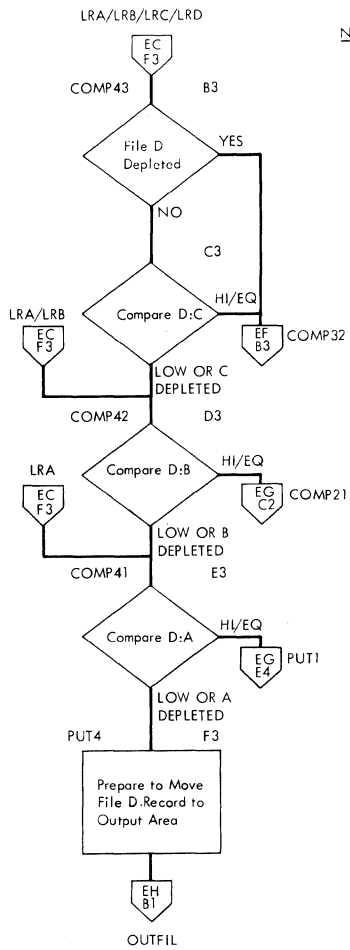 LRA/LRB/LRC/LRD
EC
F3
COMP43
B3
File D
Depleted
YES
NO
C3
Compare D:C
HI/EQ
LRA/LRB
EC
F3
EF
B3
COMP32
LOW OR C
DEPLETED
COMP42
D3
Compare D:B
HI/EQ
LRA
EC
F3
EG
C2
COMP21
LOW OR B
DEPLETED
COMP41
E3
Compare D:A
HI/EQ
EG
E4
PUT1
LOW OR A
DEPLETED
PUT4
F3
Prepare to Move
File D.Record to
Output Area
EH
B1
OUTFIL